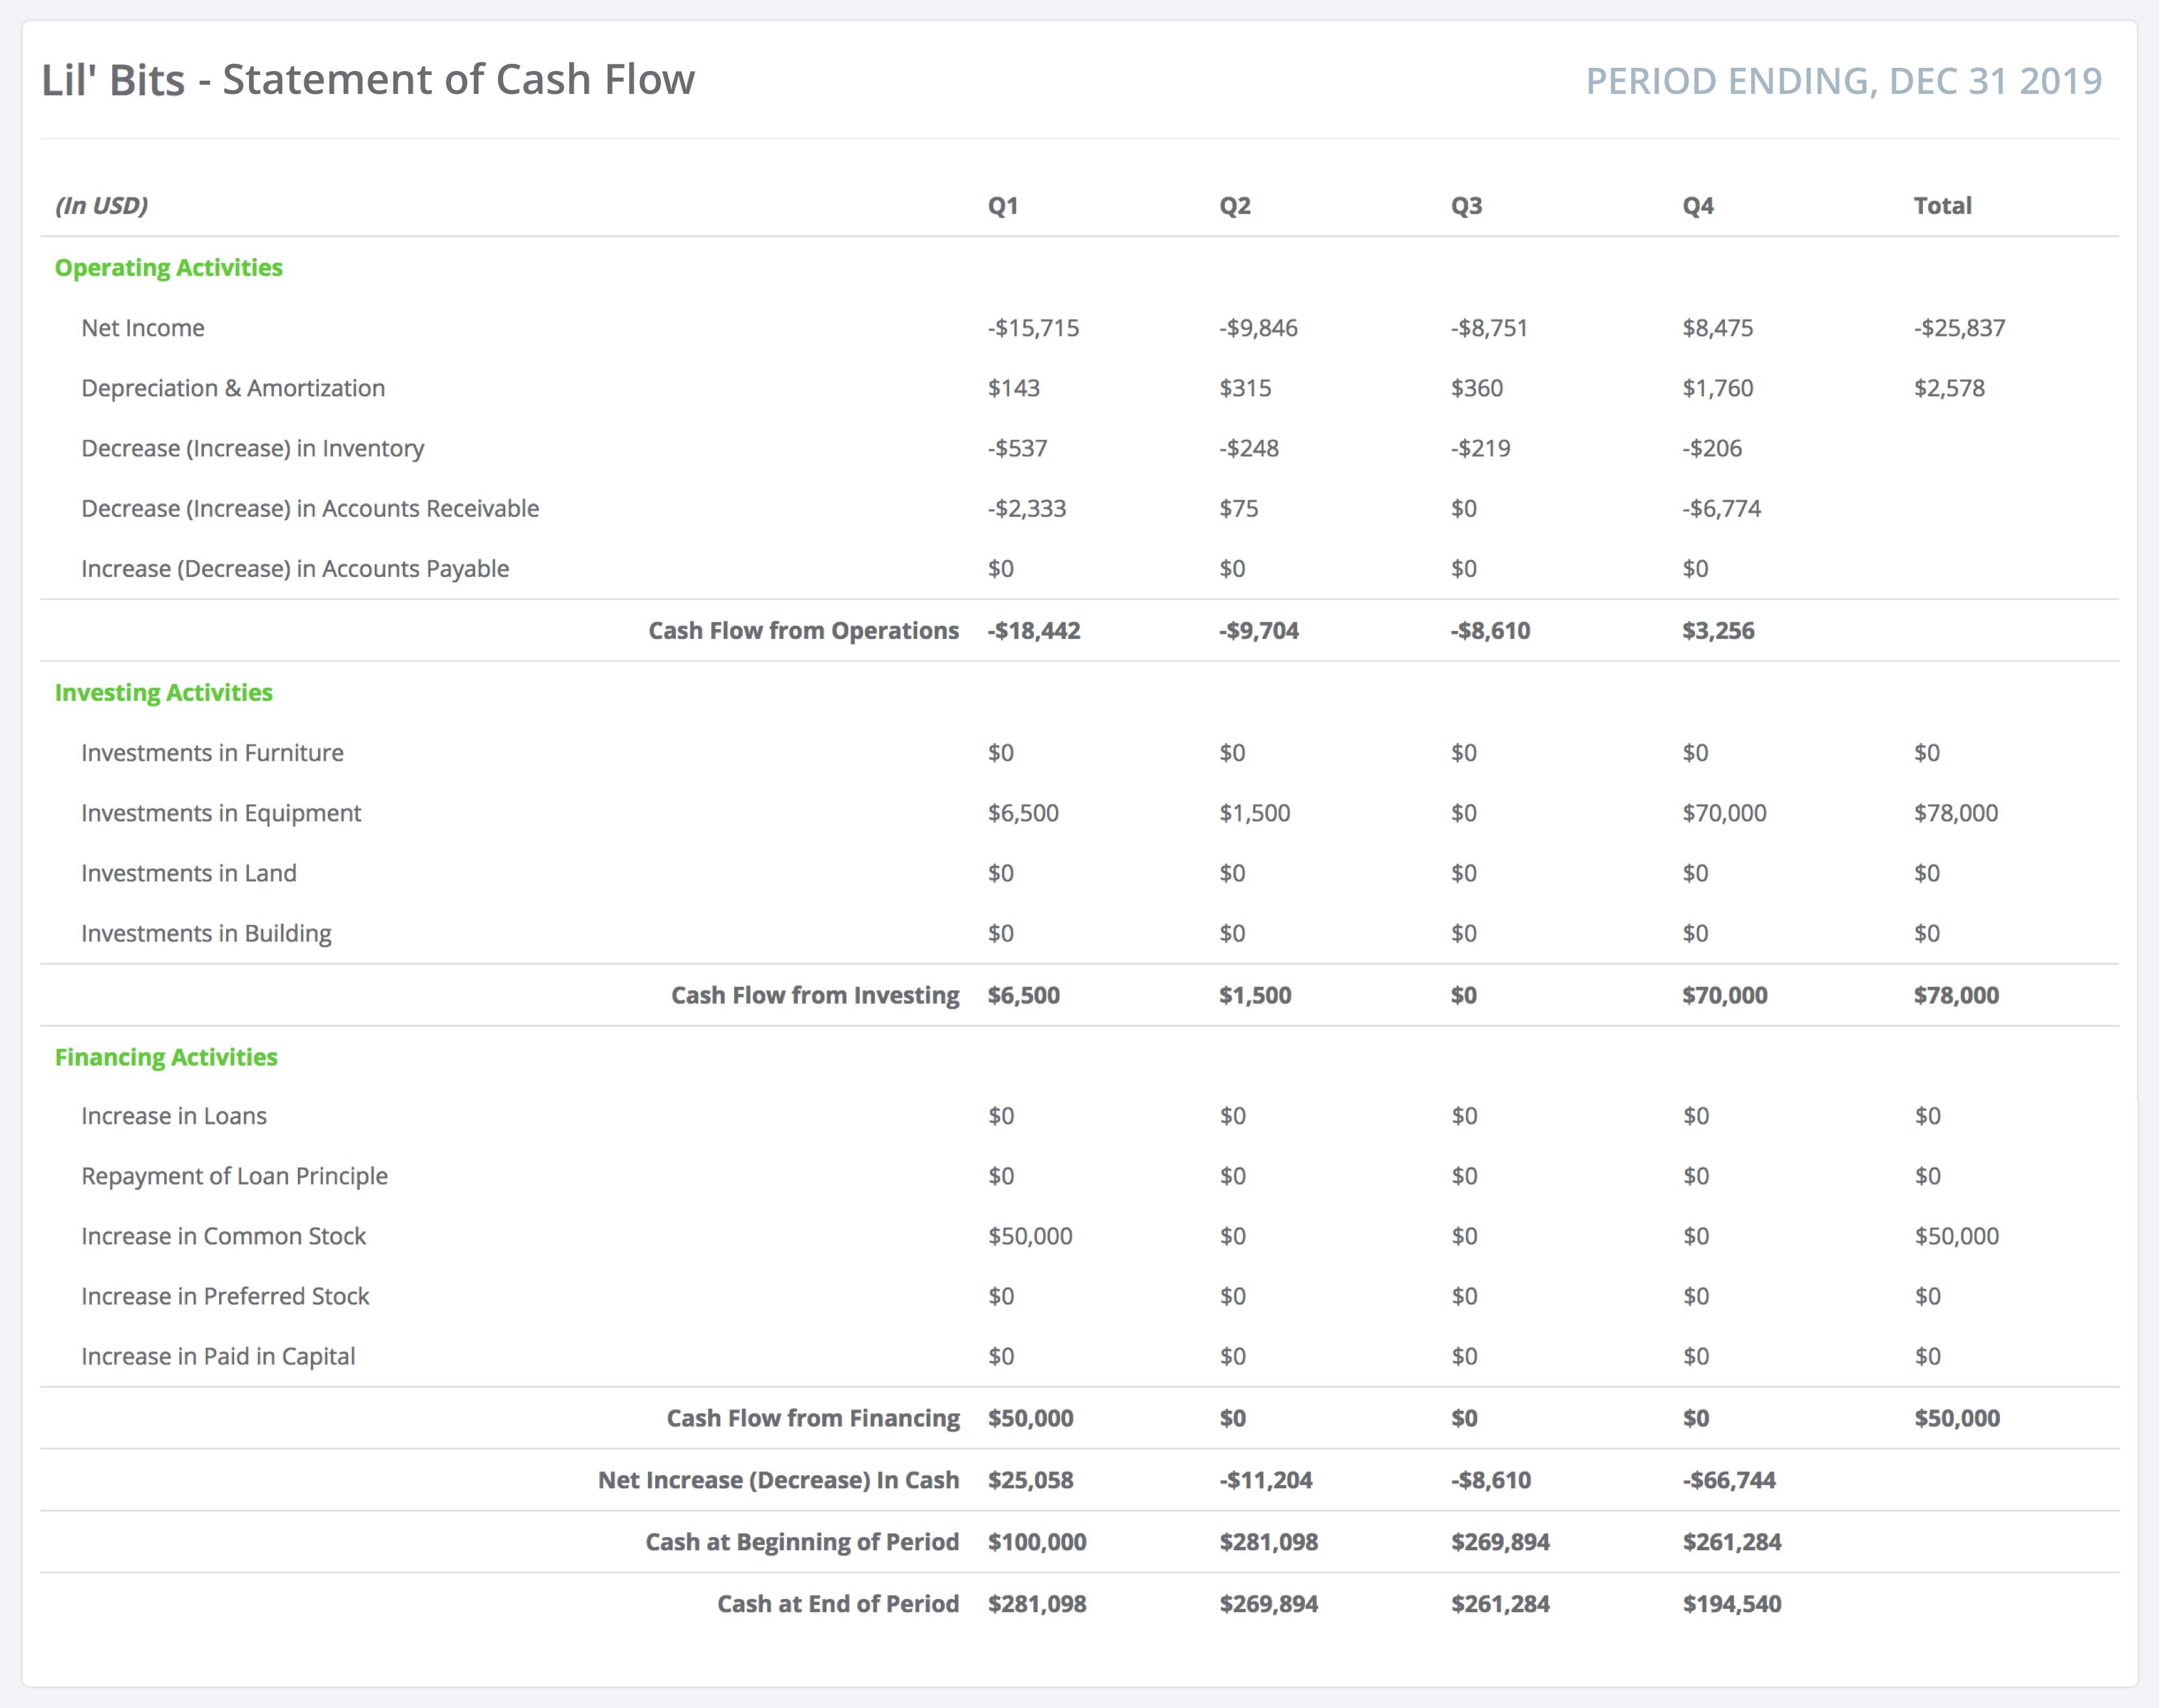 Lil' Bits - Statement of Cash Flow PERIOD ENDING, DEC 31 2019
(In USD) Q1 Q2 Q3 Q4 Total
Operating Activities
Net Income -$15,715 -$9,846 -$8,751 $8,475 -$25,837
Depreciation & Amortization $143 $315 $360 $1,760 $2,578
Decrease (Increase) in Inventory -$537 -$248 -$219 -$206
Decrease (Increase) in Accounts Receivable -$2,333 $75 $0 -$6,774
Increase (Decrease) in Accounts Payable $0 $0 $0 $0
Cash Flow from Operations -$18,442 -$9,704 -$8,610 $3,256
Investing Activities
Investments in Furniture $0 $0 $0 $0 $0
Investments in Equipment $6,500 $1,500 $0 $70,000 $78,000
Investments in Land $0 $0 $0 $0 $0
Investments in Building $0 $0 $0 $0 $0
Cash Flow from Investing $6,500 $1,500 $0 $70,000 $78,000
Financing Activities
Increase in Loans $0 $0 $0 $0 $0
Repayment of Loan Principle $0 $0 $0 $0 $0
Increase in Common Stock $50,000 $0 $0 $0 $50,000
Increase in Preferred Stock $0 $0 $0 $0 $0
Increase in Paid in Capital $0 $0 $0 $0 $0
Cash Flow from Financing $50,000 $0 $0 $0 $50,000
Net Increase (Decrease) In Cash $25,058 -$11,204 -$8,610 -$66,744
Cash at Beginning of Period $100,000 $281,098 $269,894 $261,284
Cash at End of Period $281,098 $269,894 $261,284 $194,540